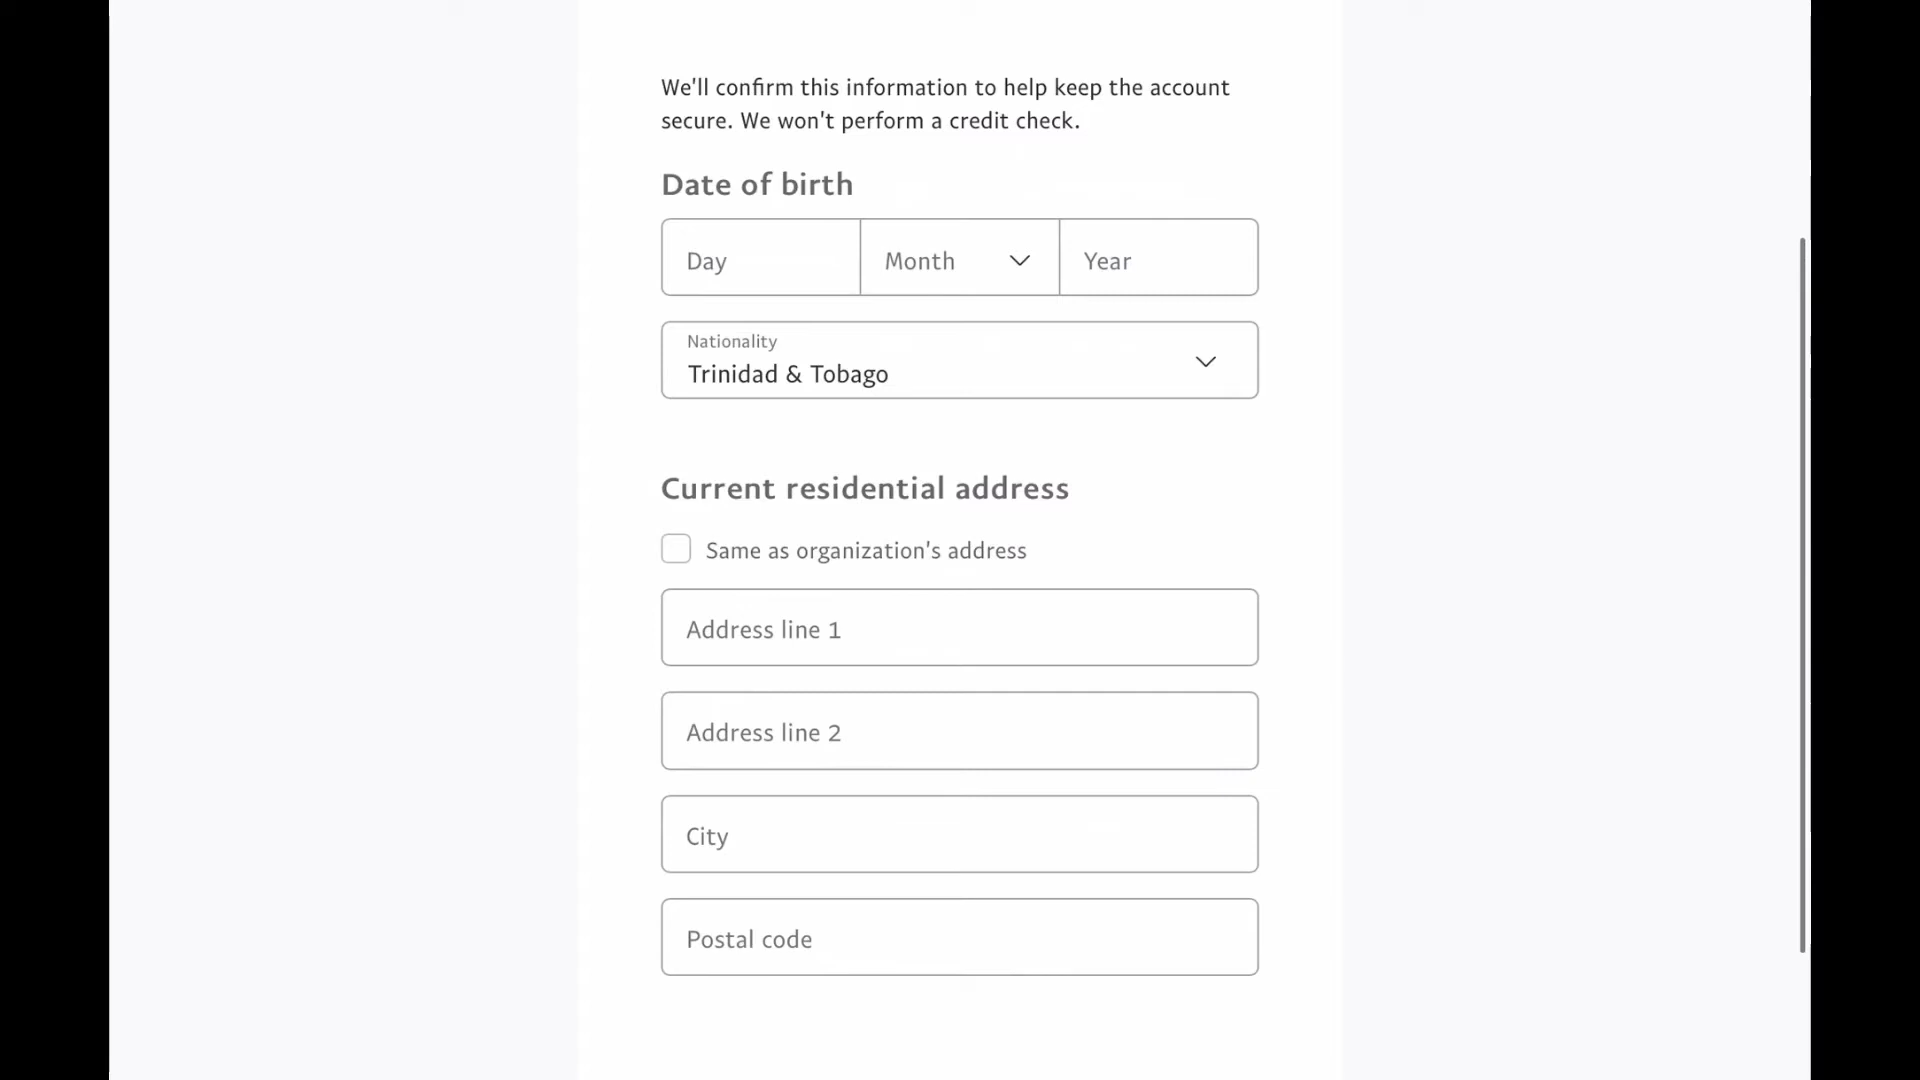 We'll confirm this information to help keep the account
secure. We won't perform a credit check.
Date of birth
Day
Month
Year
Nationality
Trinidad & Tobago
Current residential address
Same as organization's address
Address line 1
Address line 2
City
Postal code